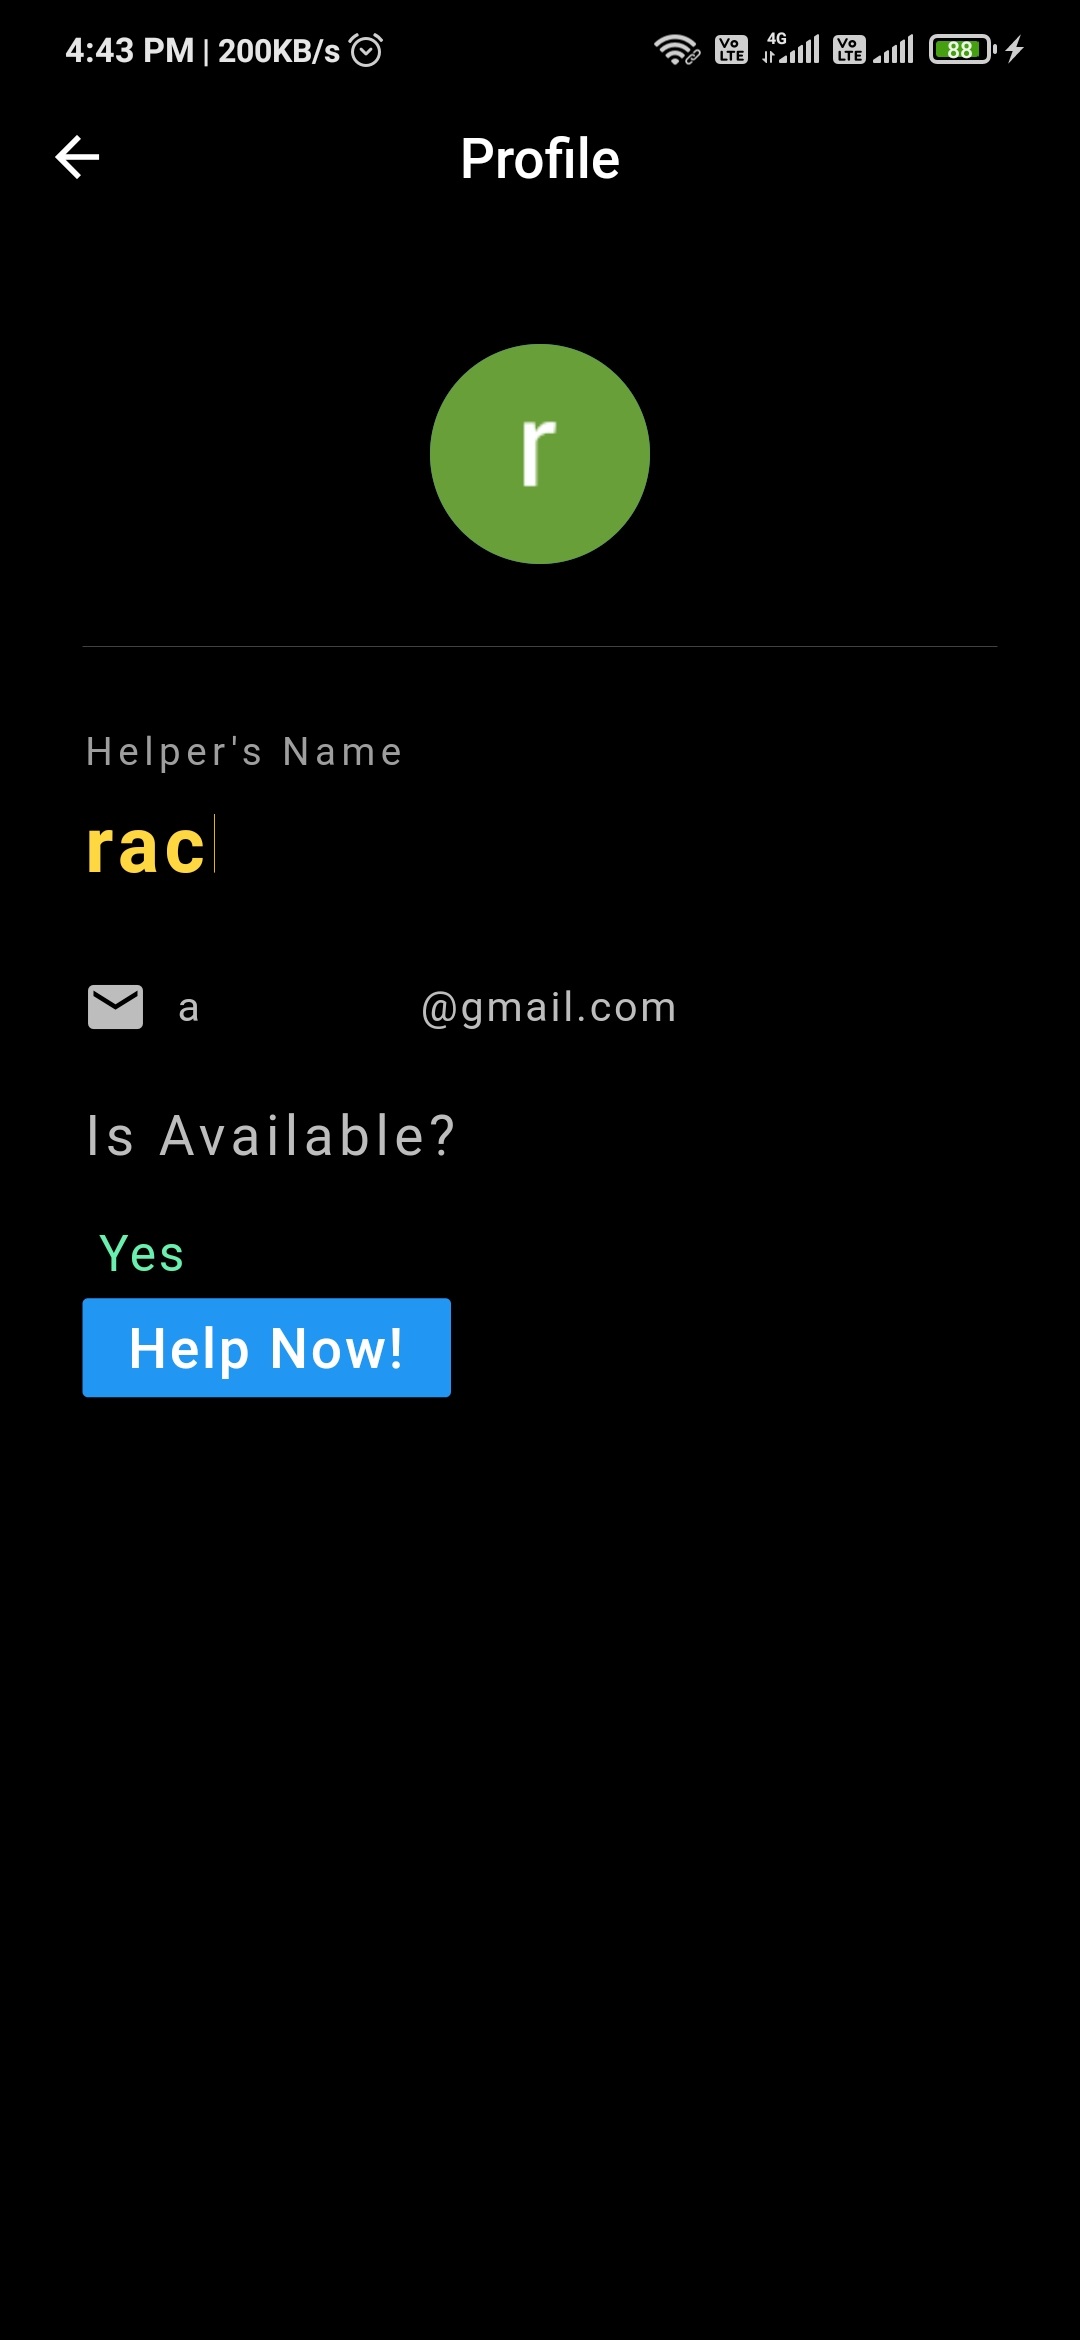 4:43 PM | 200KB/s Vo LTE 4G Vo LTE 88
Profile
r
Helper's Name
rac
a @gmail.com
Is Available?
Yes
Help Now!